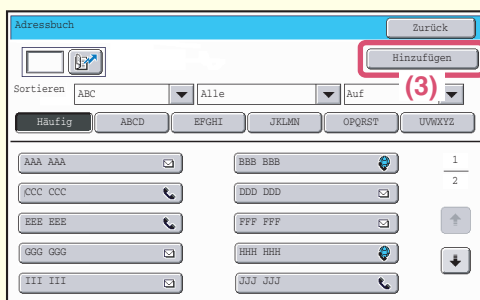 Adressbuch Zurück
Hinzufügen
(3)
Sortieren ABC Alle Auf
Häufig ABCD EFGHI JKLMN OPQRST UVWXYZ
AAA AAA BBB BBB 1
CCC CCC DDD DDD 2
EEE EEE FFF FFF
GGG GGG HHH HHH
III III JJJ JJJ